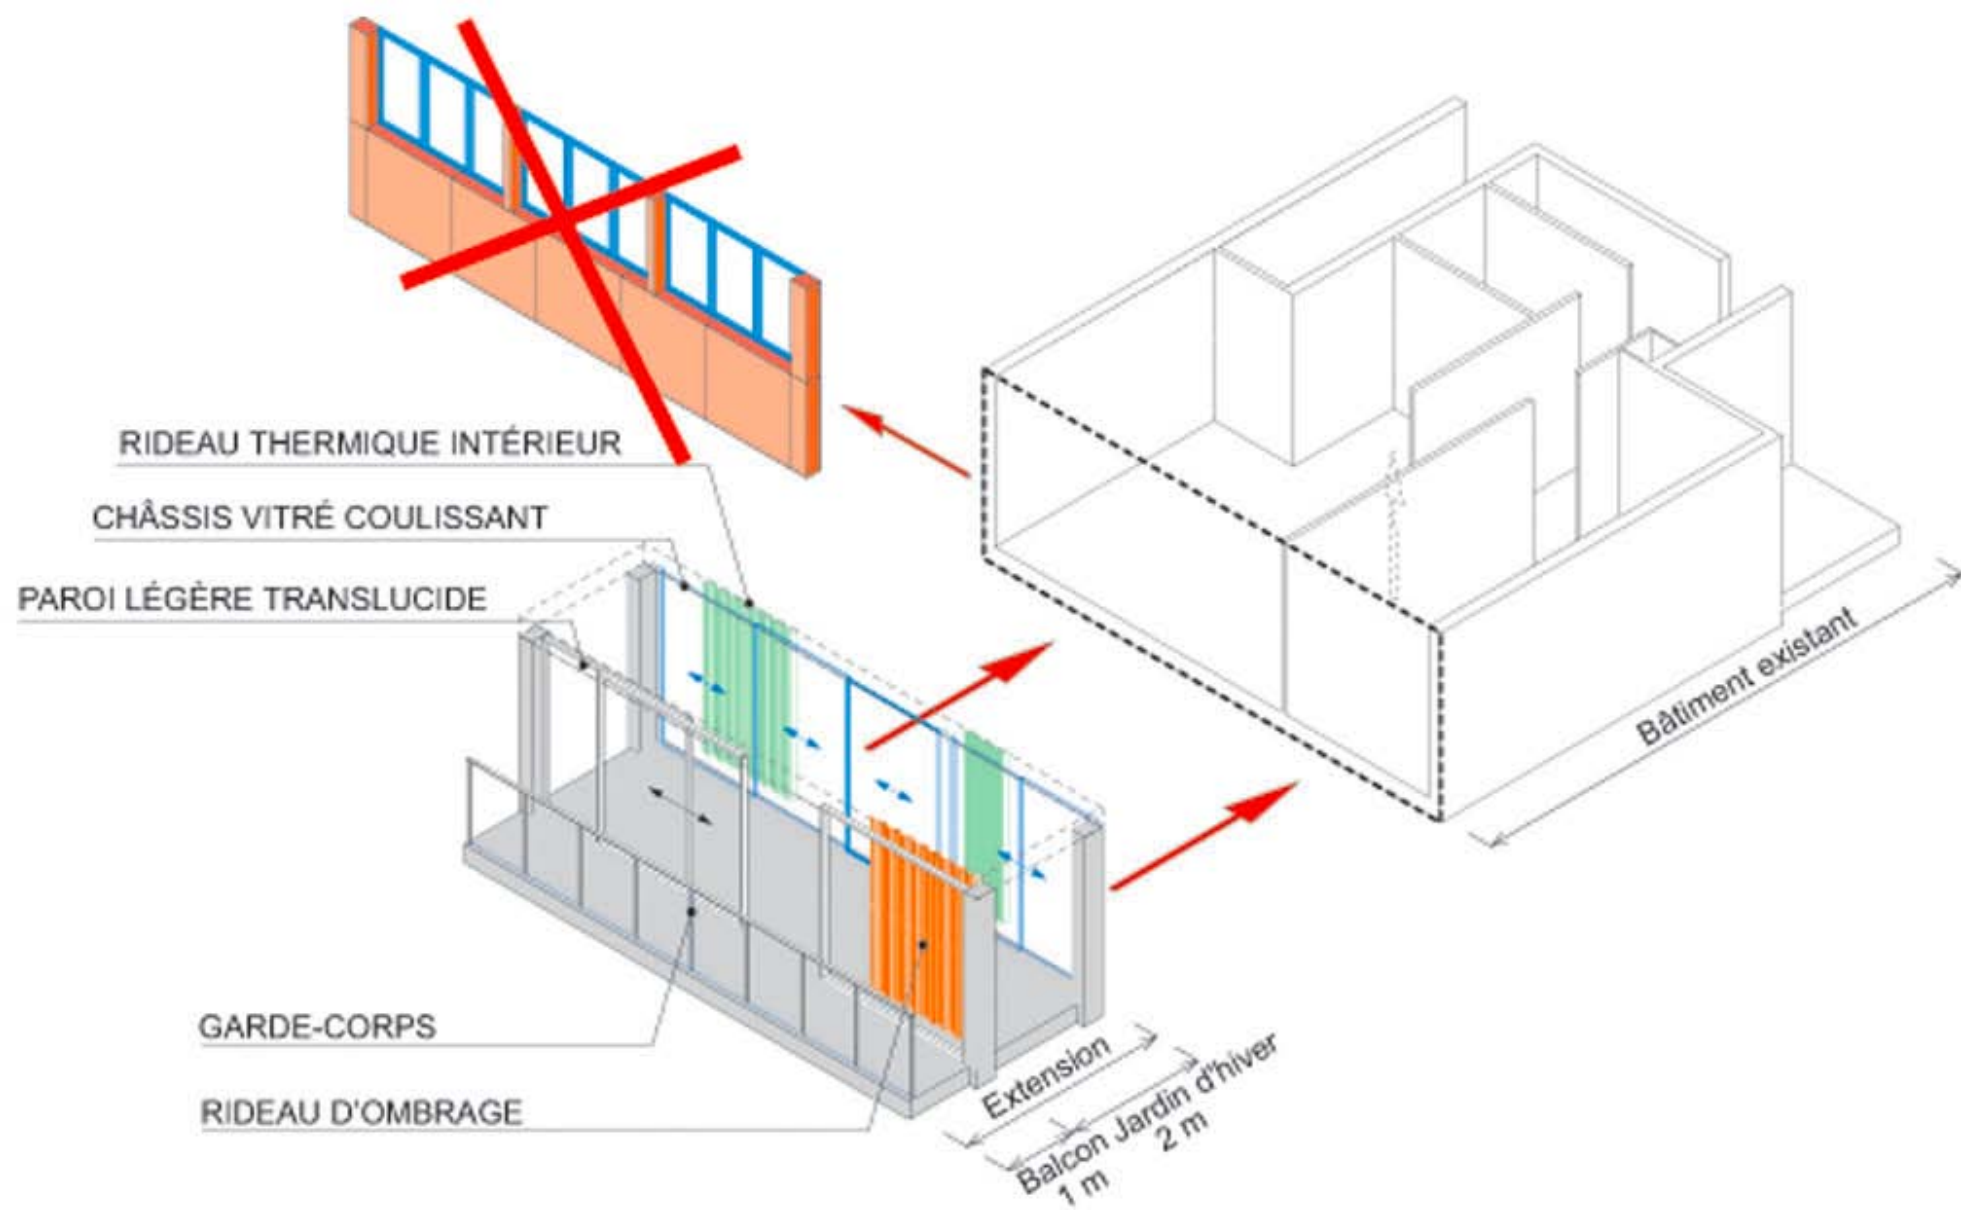 RIDEAU THERMIQUE INTÉRIEUR
CHÂSSIS VITRÉ COULISSANT
PAROI LÉGÈRE TRANSLUCIDE
Bâtiment existant
GARDE-CORPS
RIDEAU D'OMBRAGE
Extension
Balcon Jardin d'hiver
1 m 2 m